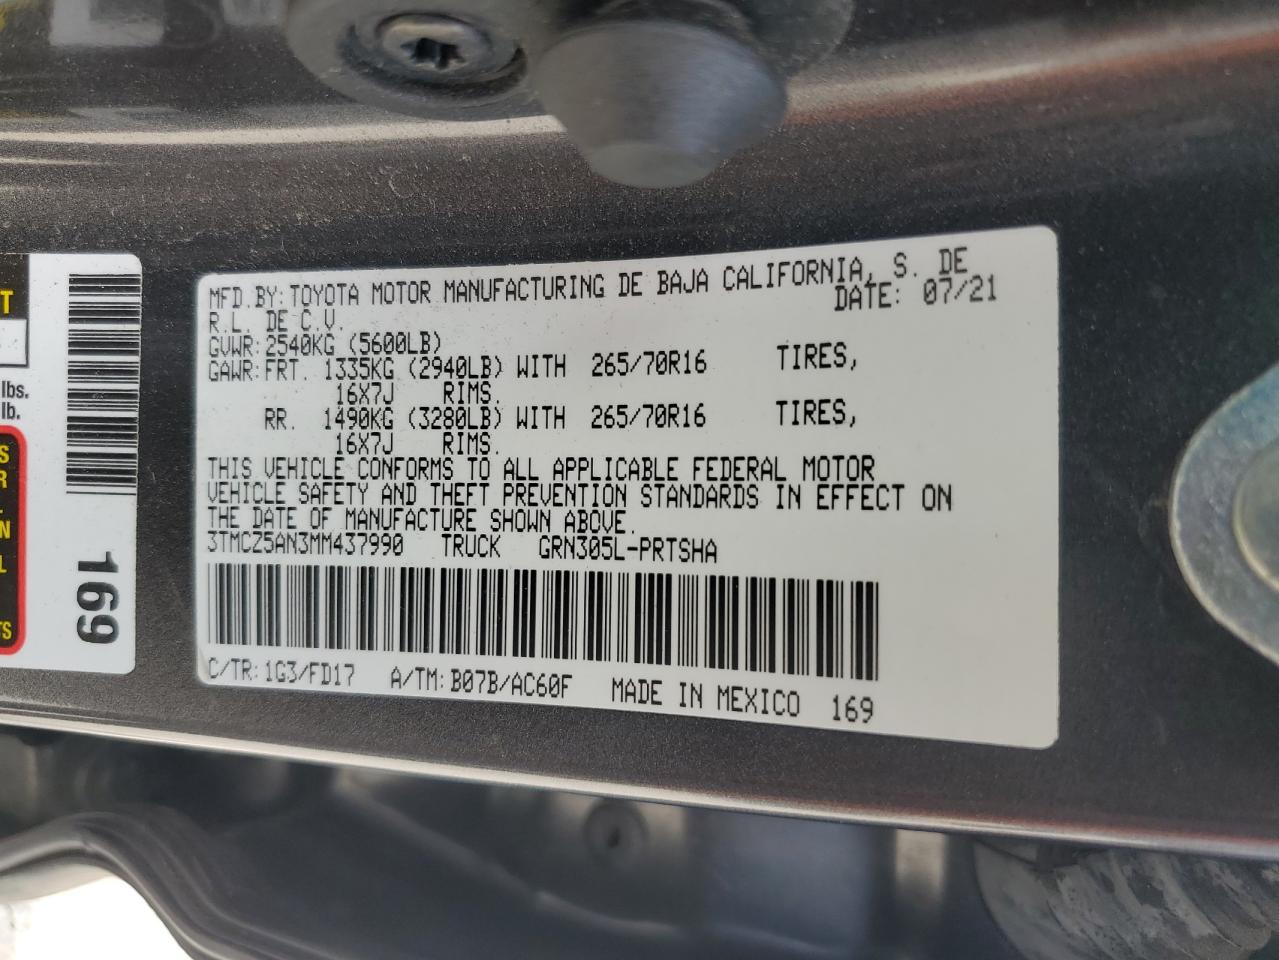 MFD.BY:TOYOTA MOTOR MANUFACTURING DE BAJA CALIFORNIA, S. DE
R.L. DE C.V. DATE: 07/21
GVWR:2540KG (5600LB)
GAWR:FRT. 1335KG (2940LB) WITH 265/70R16 TIRES,
16X7J RIMS.
RR. 1490KG (3280LB) WITH 265/70R16 TIRES,
16X7J RIMS.
THIS VEHICLE CONFORMS TO ALL APPLICABLE FEDERAL MOTOR
VEHICLE SAFETY AND THEFT PREVENTION STANDARDS IN EFFECT ON
THE DATE OF MANUFACTURE SHOWN ABOVE.
3TMCZ5AN3MM437990 TRUCK GRN305L-PRTSHA
C/TR:1G3/FD17 A/TM:B07B/AC60F MADE IN MEXICO 169
lbs.
lb.
169